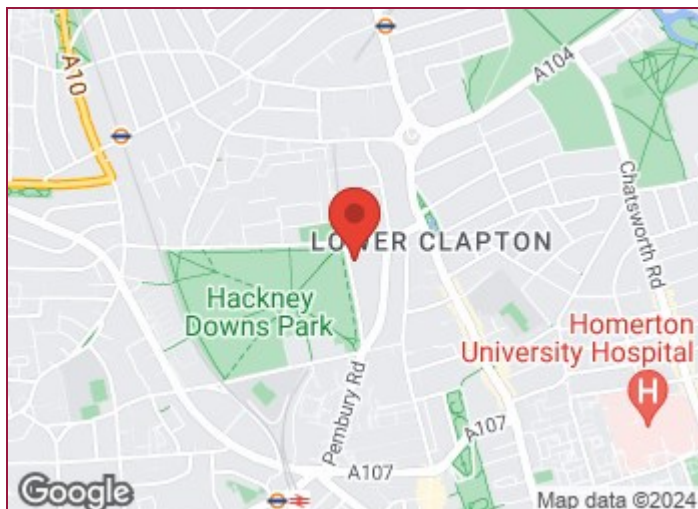 A10
A104
Chatsworth Rd
LOWER CLAPTON
Hackney
Downs Park
Homerton
University Hospital
H
Pembury Rd
A107
A107
Google
Map data ©2024